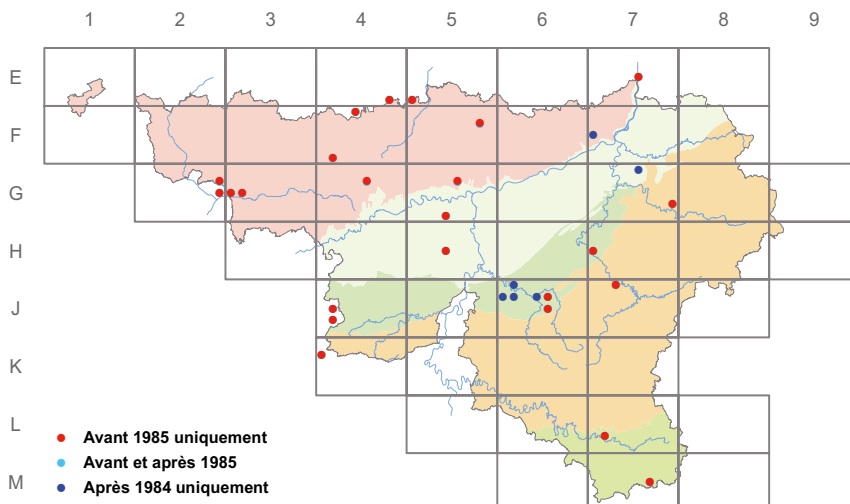 1 2 3 4 5 6 7 8 9
E
F
G
H
J
K
L
M
Avant 1985 uniquement
Avant et après 1985
Après 1984 uniquement